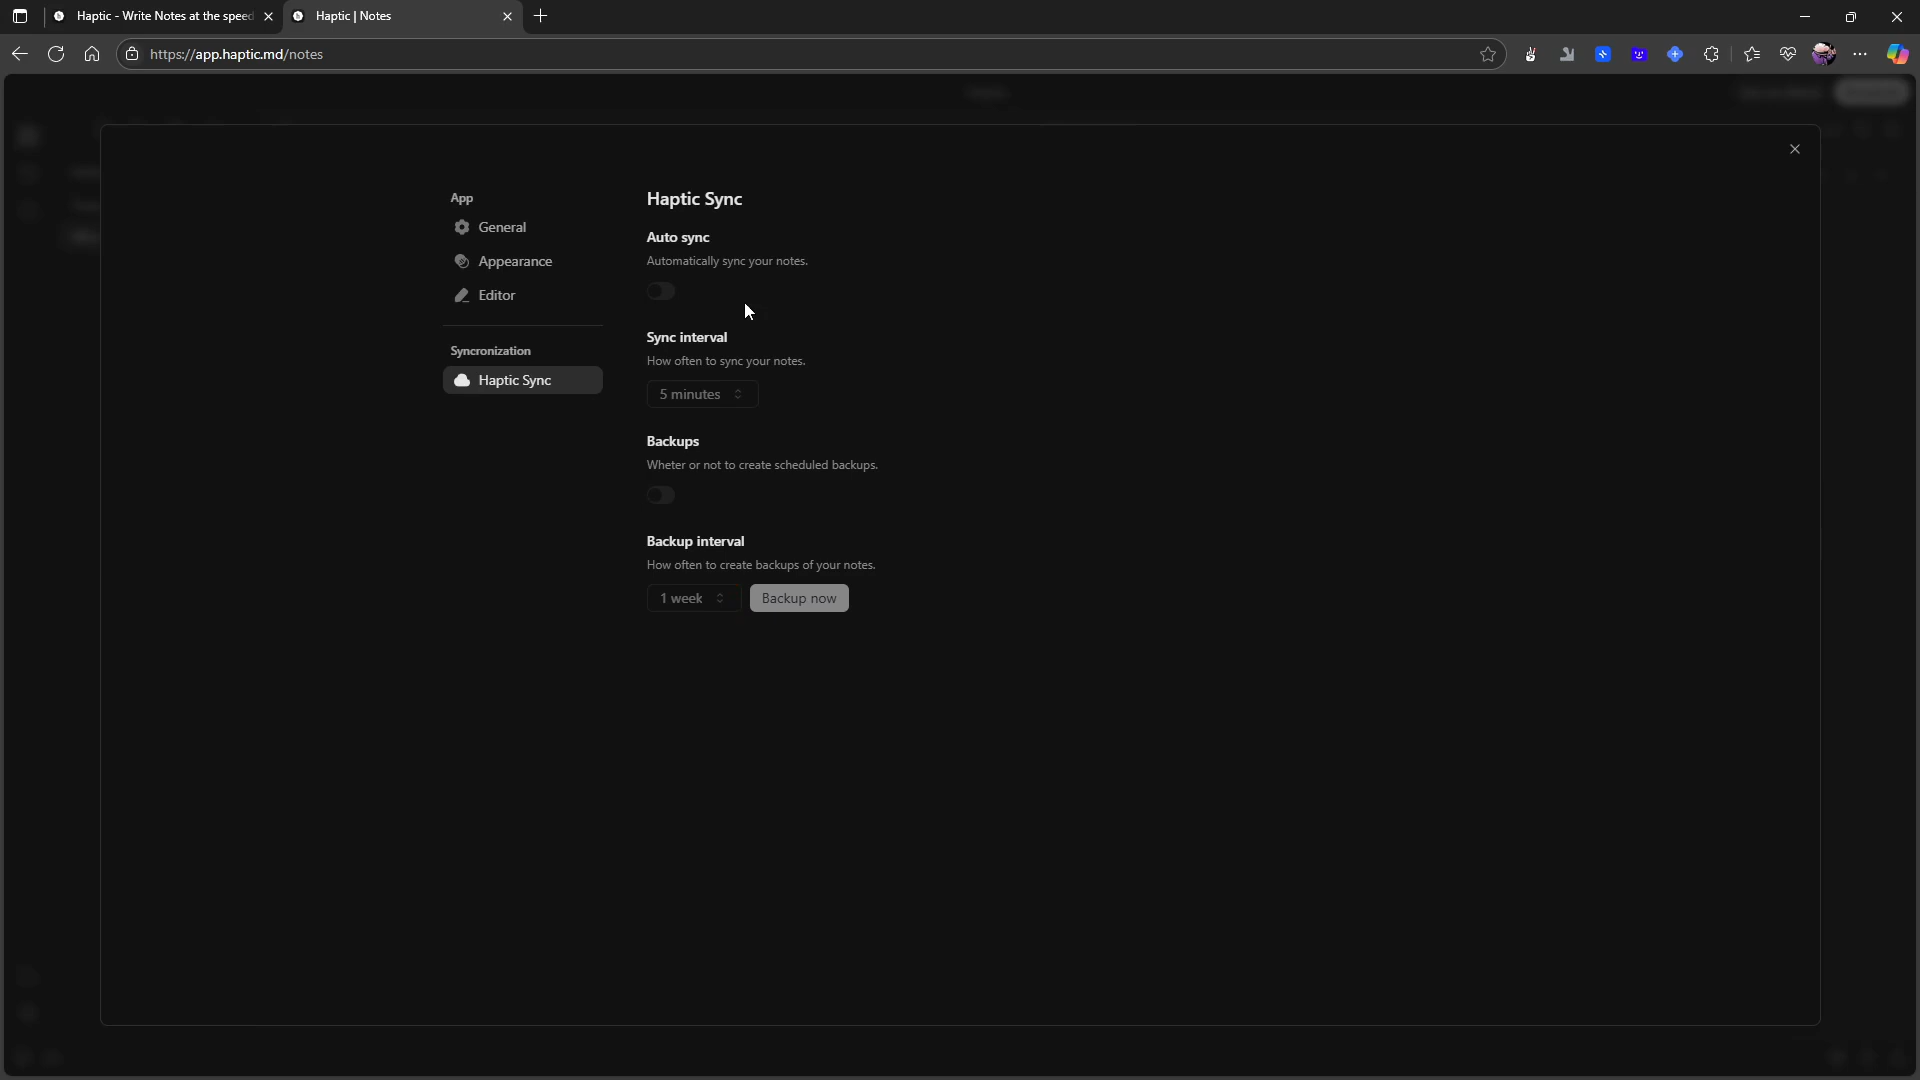 Haptic - Write Notes at the speed
Haptic | Notes
https://app.haptic.md/notes
App
General
Appearance
Editor
Syncronization
Haptic Sync
Haptic Sync
Auto sync
Automatically sync your notes.
Sync interval
How often to sync your notes.
5 minutes
Backups
Wheter or not to create scheduled backups.
Backup interval
How often to create backups of your notes.
1 week
Backup now